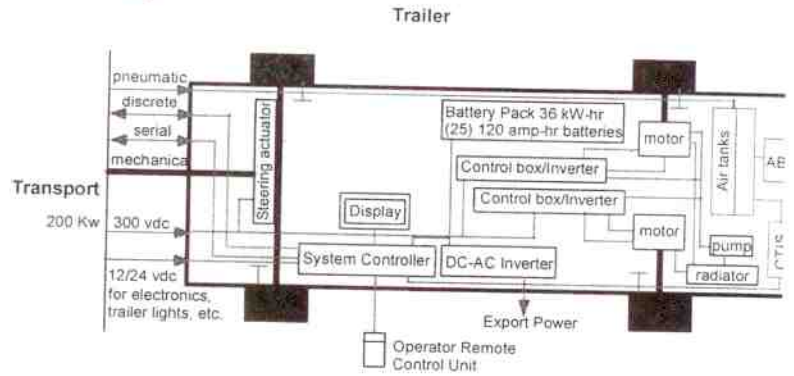 Trailer
pneumatic
discrete
serial
mechanica
Transport
200 Kw
300 vdc
12/24 vdc
for electronics,
trailer lights, etc.
Steering actuator
Battery Pack 36 kW-hr
(25) 120 amp-hr batteries
motor
Control box/Inverter
Control box/Inverter
Display
motor
System Controller
DC-AC Inverter
pump
radiator
Air tanks
CTIS
Export Power
Operator Remote
Control Unit